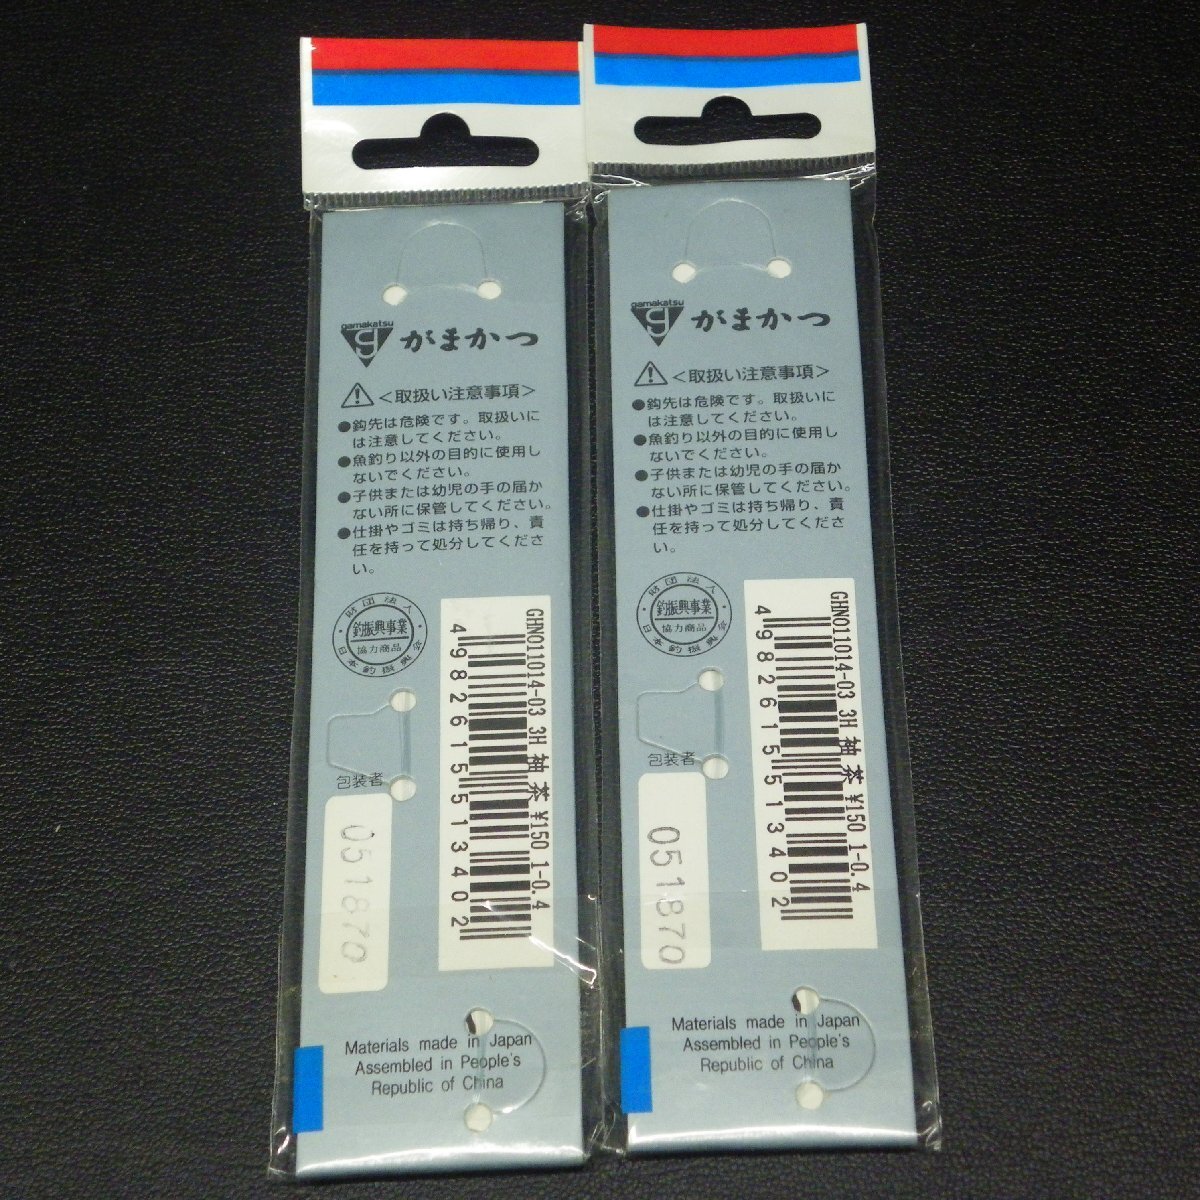 gamakatsu
がまかつ
<取扱い注意事項>
●鈎先は危険です。取扱いに
は注意してください。
●魚釣り以外の目的に使用し
ないでください。
●子供または幼児の手の届か
ない所に保管してください。
●仕掛やゴミは持ち帰り、責
任を持って処分してくださ
い。
財団法人
釣振興事業
協力商品
日本釣振興会
GHN011014-03 3H 袖 茶 ¥150 1-0.4
4 982615 513402
包装者
051870
Materials made in Japan
Assembled in People's
Republic of China
gamakatsu
がまかつ
<取扱い注意事項>
●鈎先は危険です。取扱いに
は注意してください。
●魚釣り以外の目的に使用し
ないでください。
●子供または幼児の手の届か
ない所に保管してください。
●仕掛やゴミは持ち帰り、責
任を持って処分してくださ
い。
財団法人
釣振興事業
協力商品
日本釣振興会
GHN011014-03 3H 袖 茶 ¥150 1-0.4
4 982615 513402
包装者
051870
Materials made in Japan
Assembled in People's
Republic of China